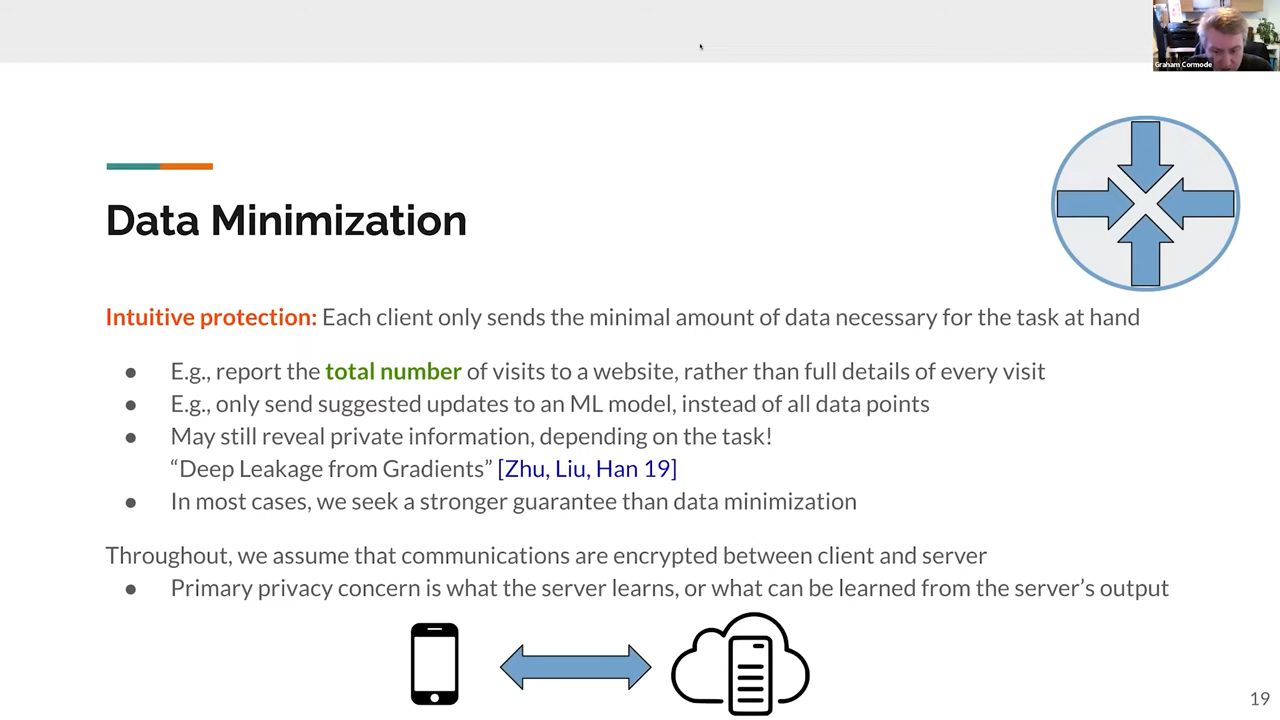 Graham Cormode
Data Minimization
Intuitive protection: Each client only sends the minimal amount of data necessary for the task at hand
● E.g., report the total number of visits to a website, rather than full details of every visit
● E.g., only send suggested updates to an ML model, instead of all data points
● May still reveal private information, depending on the task!
“Deep Leakage from Gradients” [Zhu, Liu, Han 19]
● In most cases, we seek a stronger guarantee than data minimization
Throughout, we assume that communications are encrypted between client and server
● Primary privacy concern is what the server learns, or what can be learned from the server’s output
19